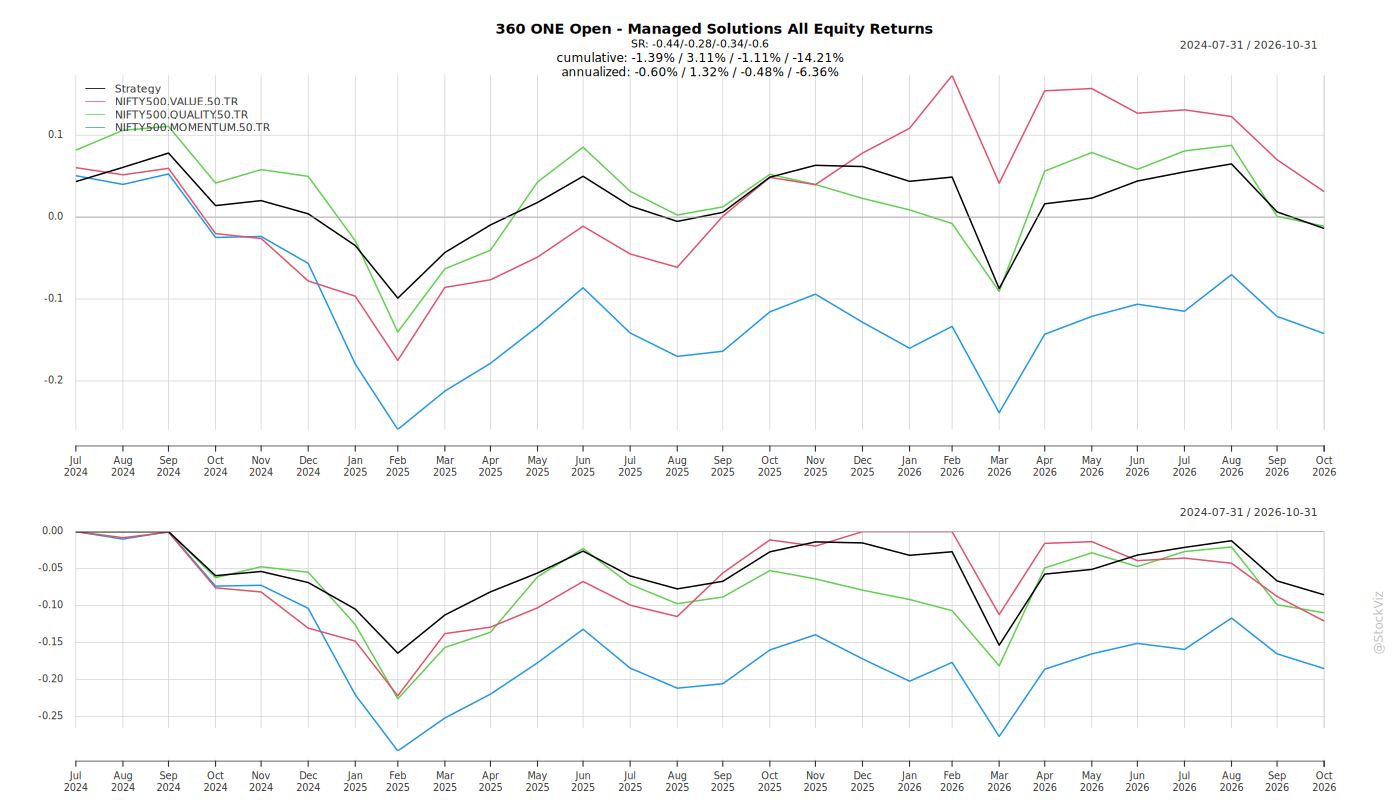 360 ONE Open - Managed Solutions All Equity Returns
SR: -0.44/-0.28/-0.34/-0.6
cumulative: -1.39% / 3.11% / -1.11% / -14.21%
annualized: -0.60% / 1.32% / -0.48% / -6.36%
2024-07-31 / 2026-10-31
Strategy
NIFTY500.VALUE.50.TR
NIFTY500.QUALITY.50.TR
NIFTY500.MOMENTUM.50.TR
0.1
0.0
-0.1
-0.2
Jul Aug Sep Oct Nov Dec Jan Feb Mar Apr May Jun Jul Aug Sep Oct Nov Dec Jan Feb Mar Apr May Jun Jul Aug Sep Oct
2024 2024 2024 2024 2024 2024 2025 2025 2025 2025 2025 2025 2025 2025 2025 2025 2025 2025 2026 2026 2026 2026 2026 2026 2026 2026 2026 2026
2024-07-31 / 2026-10-31
0.00
-0.05
-0.10
-0.15
-0.20
-0.25
Jul Aug Sep Oct Nov Dec Jan Feb Mar Apr May Jun Jul Aug Sep Oct Nov Dec Jan Feb Mar Apr May Jun Jul Aug Sep Oct
2024 2024 2024 2024 2024 2024 2025 2025 2025 2025 2025 2025 2025 2025 2025 2025 2025 2025 2026 2026 2026 2026 2026 2026 2026 2026 2026 2026
@StockViz